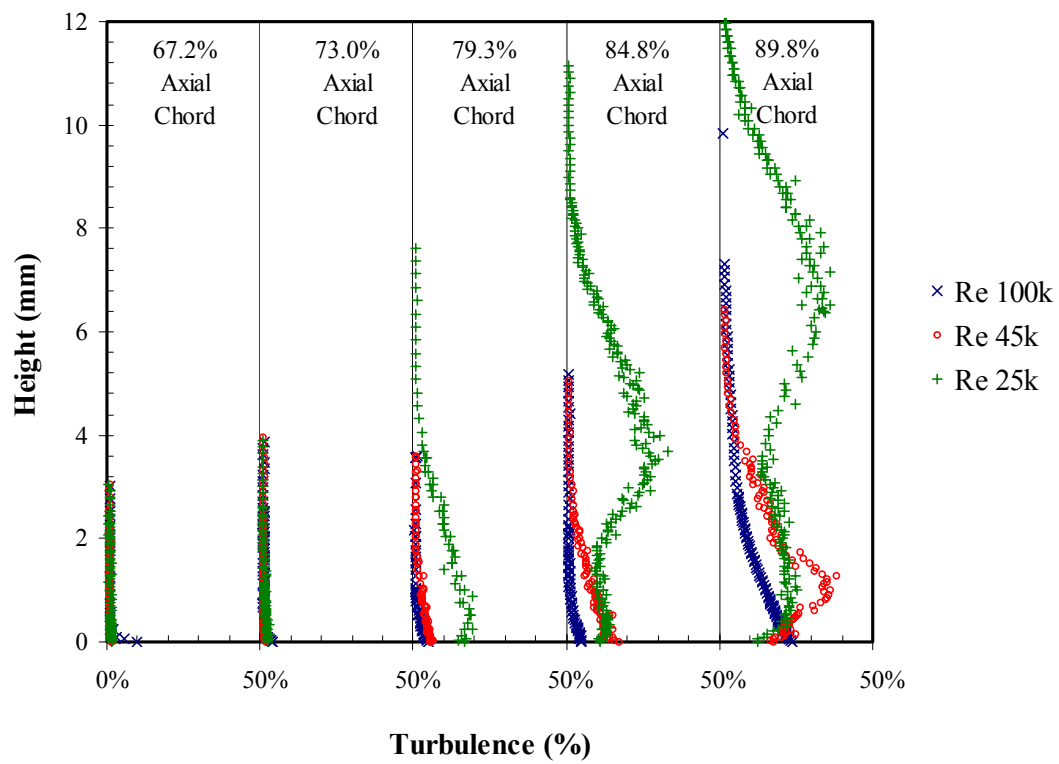 12
10
8
6
4
2
0
Height (mm)
67.2%
Axial
Chord
73.0%
Axial
Chord
79.3%
Axial
Chord
84.8%
Axial
Chord
89.8%
Axial
Chord
Re 100k
Re 45k
Re 25k
0%
50%
50%
50%
50%
50%
Turbulence (%)